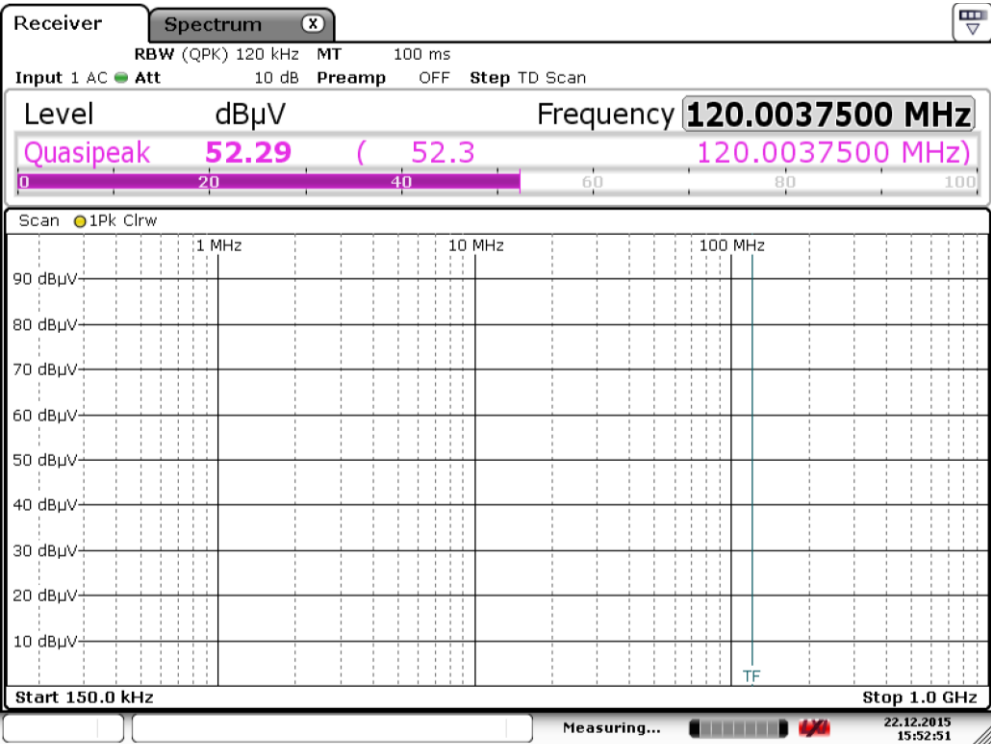 Receiver Spectrum X
RBW (QPK) 120 kHz MT 100 ms
Input 1 AC Att 10 dB Preamp OFF Step TD Scan
Level dBµV Frequency 120.0037500 MHz
Quasipeak 52.29 ( 52.3 120.0037500 MHz)
0 20 40 60 80 100
Scan 1Pk Clrw
1 MHz 10 MHz 100 MHz
90 dBµV
80 dBµV
70 dBµV
60 dBµV
50 dBµV
40 dBµV
30 dBµV
20 dBµV
10 dBµV
TF
Start 150.0 kHz Stop 1.0 GHz
Measuring... 22.12.2015
15:52:51